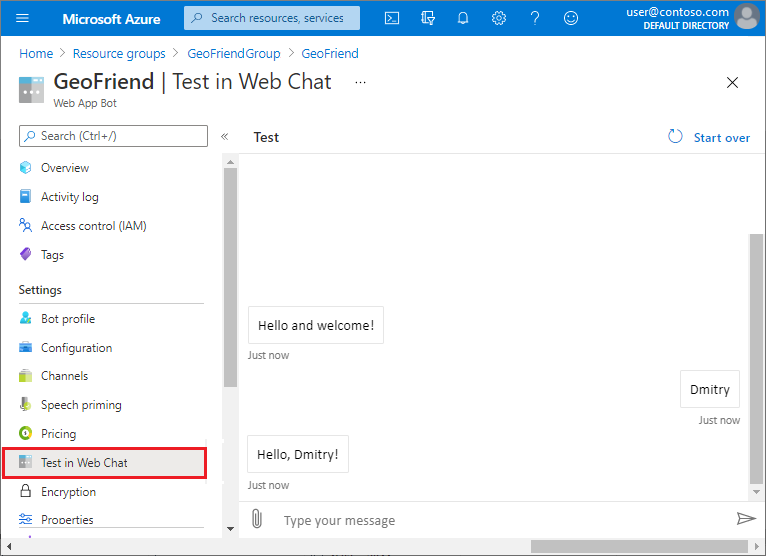 Microsoft Azure
Search resources, services
user@contoso.com
DEFAULT DIRECTORY
Home > Resource groups > GeoFriendGroup > GeoFriend
GeoFriend | Test in Web Chat ...
Web App Bot
Search (Ctrl+/)
Overview
Activity log
Access control (IAM)
Tags
Settings
Bot profile
Configuration
Channels
Speech priming
Pricing
Test in Web Chat
Encryption
Properties
Test
Start over
Hello and welcome!
Just now
Dmitry
Just now
Hello, Dmitry!
Just now
Type your message